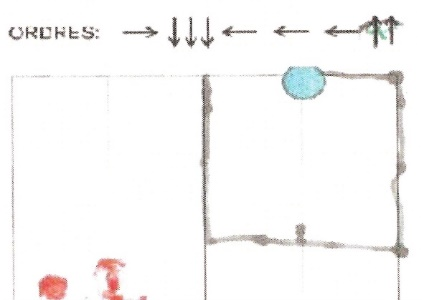 ORDRES: → ↓↓↓ ← ← ← ↑↑